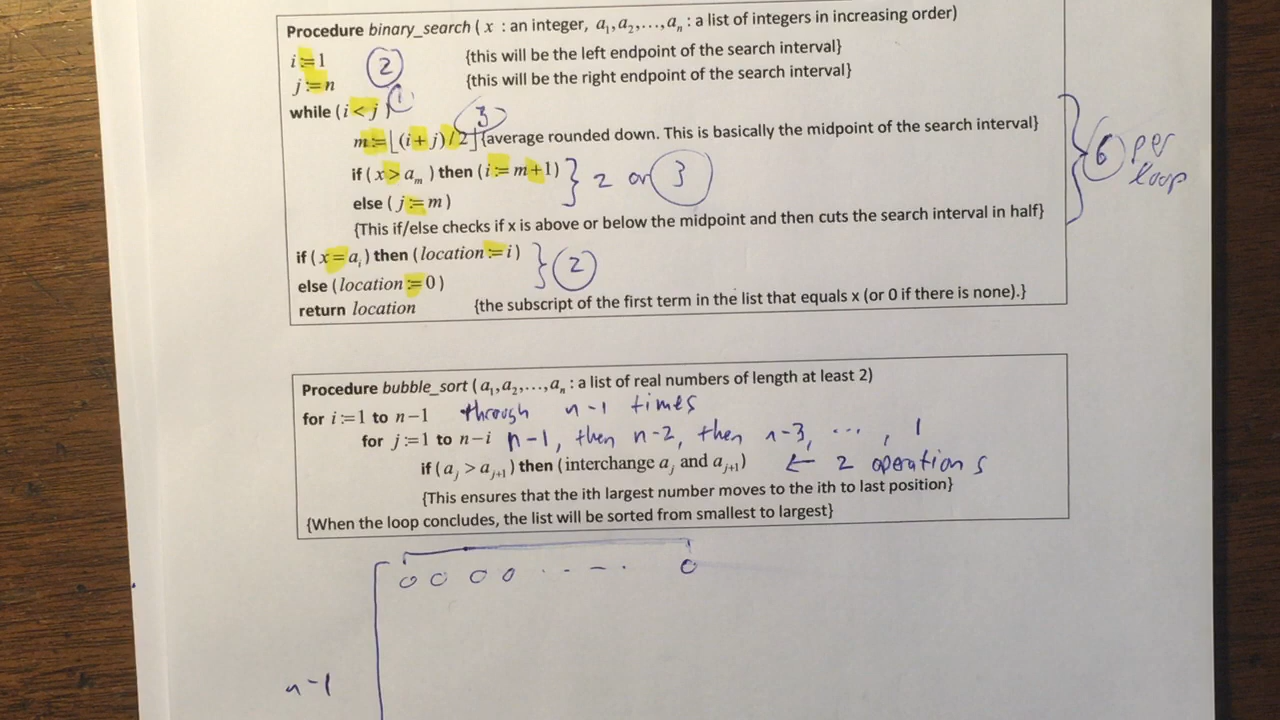 Procedure binary_search ( x : an integer, a₁,a₂,...,aₙ : a list of integers in increasing order)
i:=1 {this will be the left endpoint of the search interval}
2
j:=n {this will be the right endpoint of the search interval}
while (i < j) 1
3
m:=⌊(i+j)/2⌋ {average rounded down. This is basically the midpoint of the search interval}
if (x > aₘ) then (i:=m+1) } 2 or 3
else (j:=m)
} 6 per loop
{This if/else checks if x is above or below the midpoint and then cuts the search interval in half}
if (x = aᵢ) then (location:=i) } 2
else (location:=0)
return location {the subscript of the first term in the list that equals x (or 0 if there is none).}
Procedure bubble_sort (a₁,a₂,...,aₙ : a list of real numbers of length at least 2)
for i:=1 to n−1 through n-1 times
for j:=1 to n−i n-1, then n-2, then n-3, ..., 1
if (aⱼ > aⱼ₊₁) then (interchange aⱼ and aⱼ₊₁) ← 2 operations
{This ensures that the ith largest number moves to the ith to last position}
{When the loop concludes, the list will be sorted from smallest to largest}
0 0 0 0 . . - - . 0
n-1